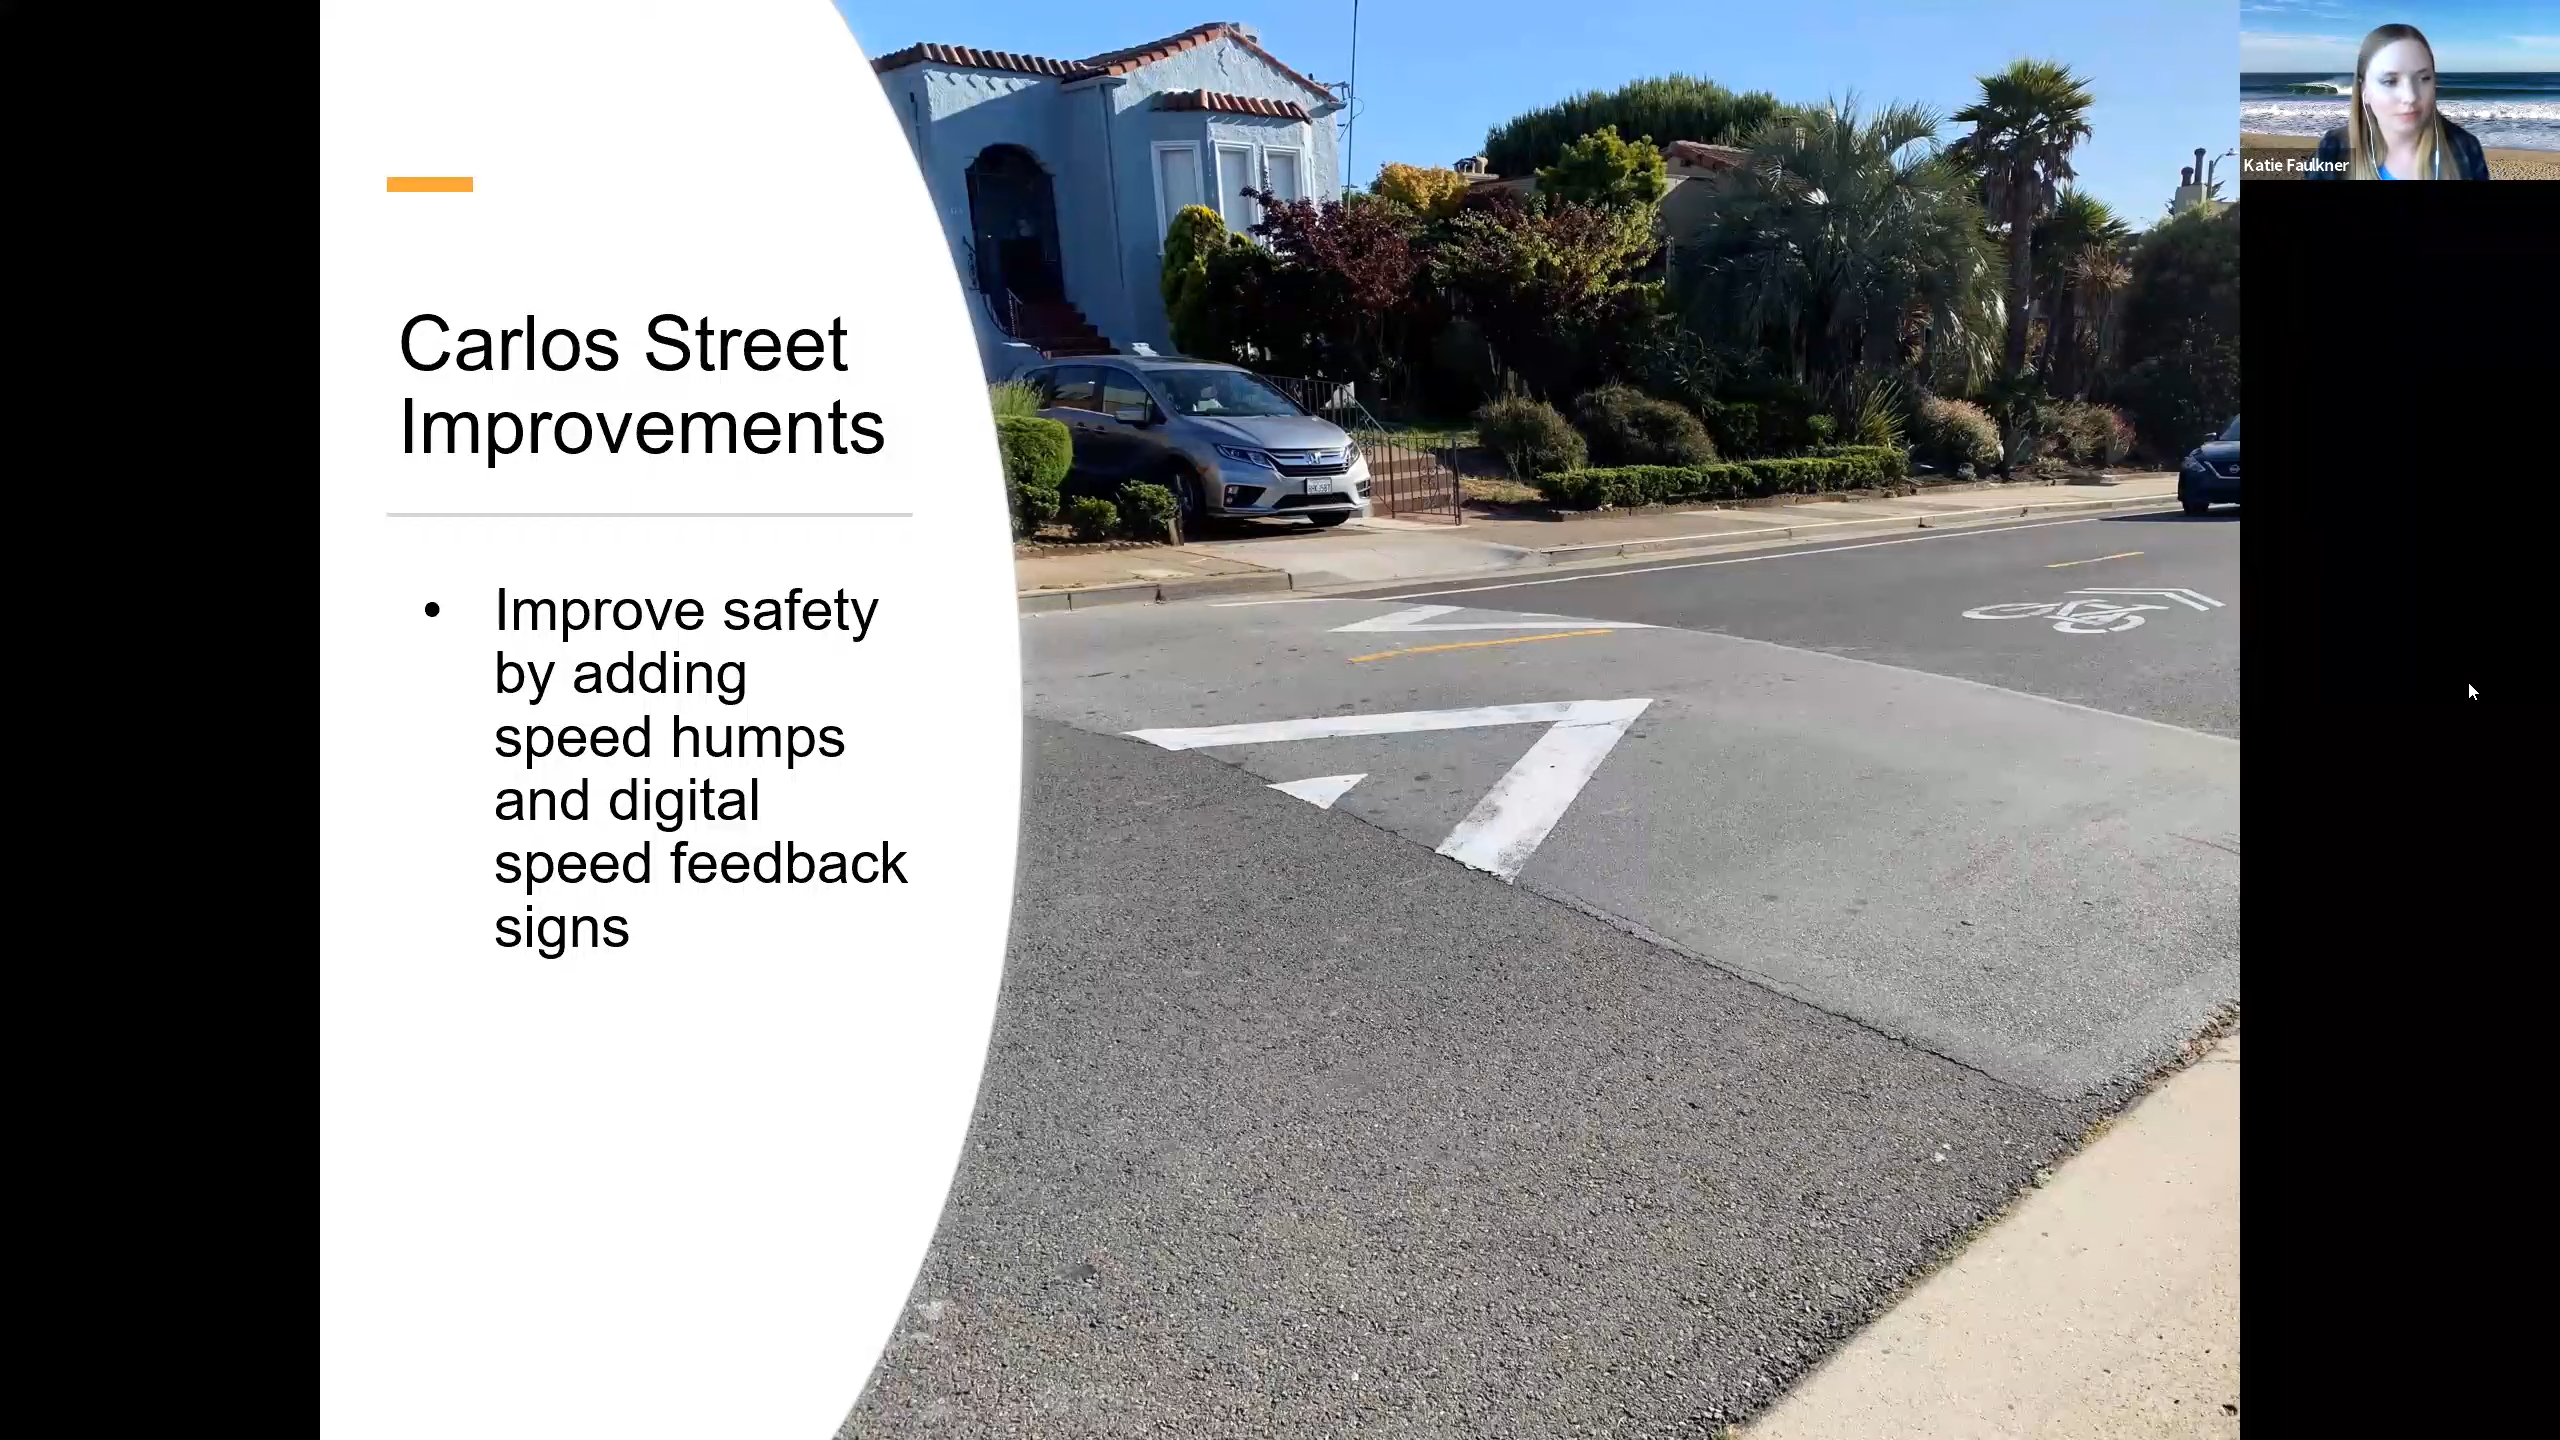 Carlos Street
Improvements
• Improve safety
by adding
speed humps
and digital
speed feedback
signs
Katie Faulkner